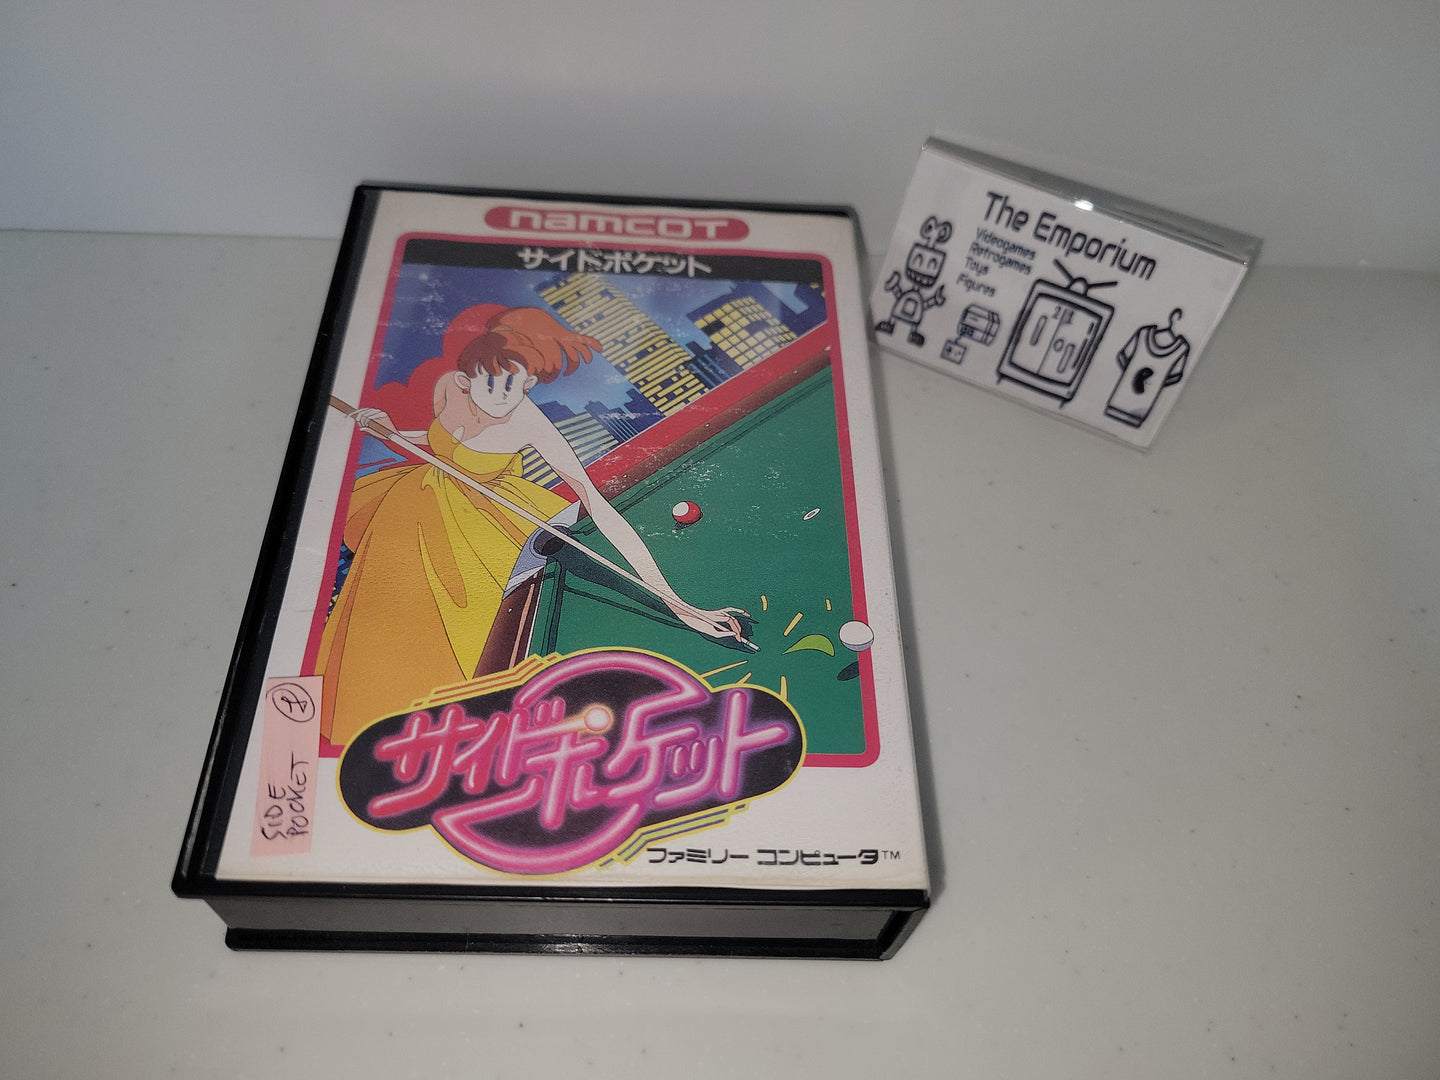 namcoT
サイドポケット
サイドポケット
ファミリー コンピュータ™
SIDE
POCKET
The Emporium
Videogames
Retrogames
Toys
Figures